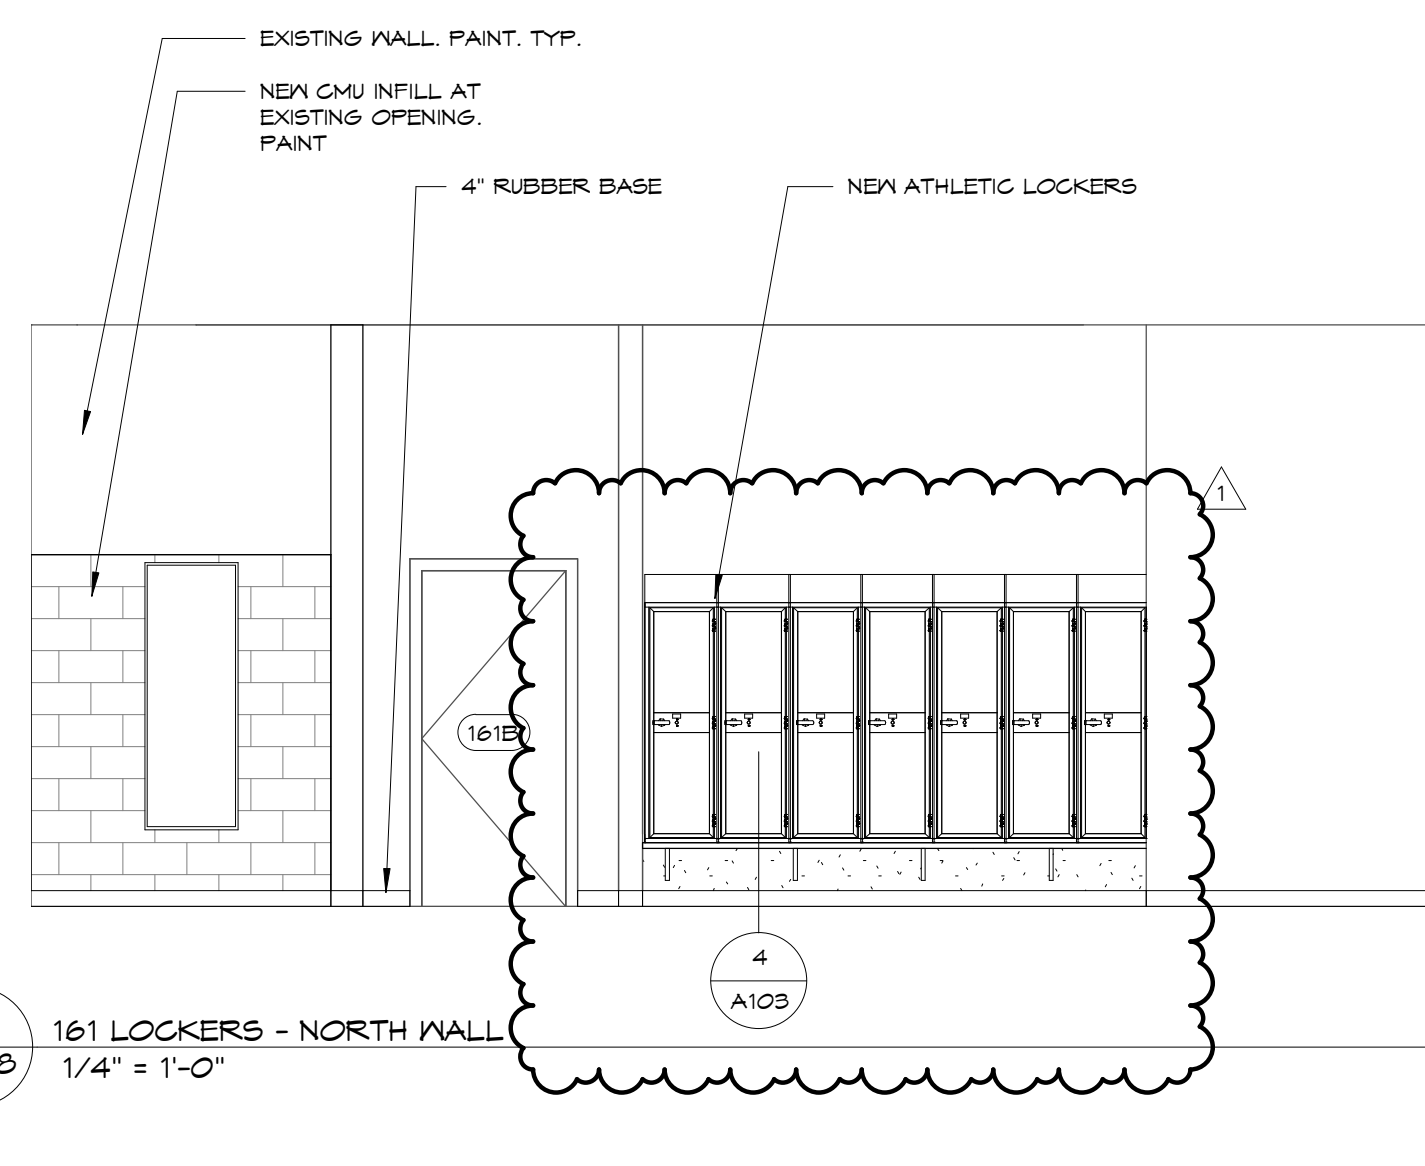 EXISTING WALL. PAINT. TYP.
NEW CMU INFILL AT
EXISTING OPENING.
PAINT
4" RUBBER BASE
NEW ATHLETIC LOCKERS
1
161B
4
A103
161 LOCKERS - NORTH WALL
8
1/4" = 1'-0"